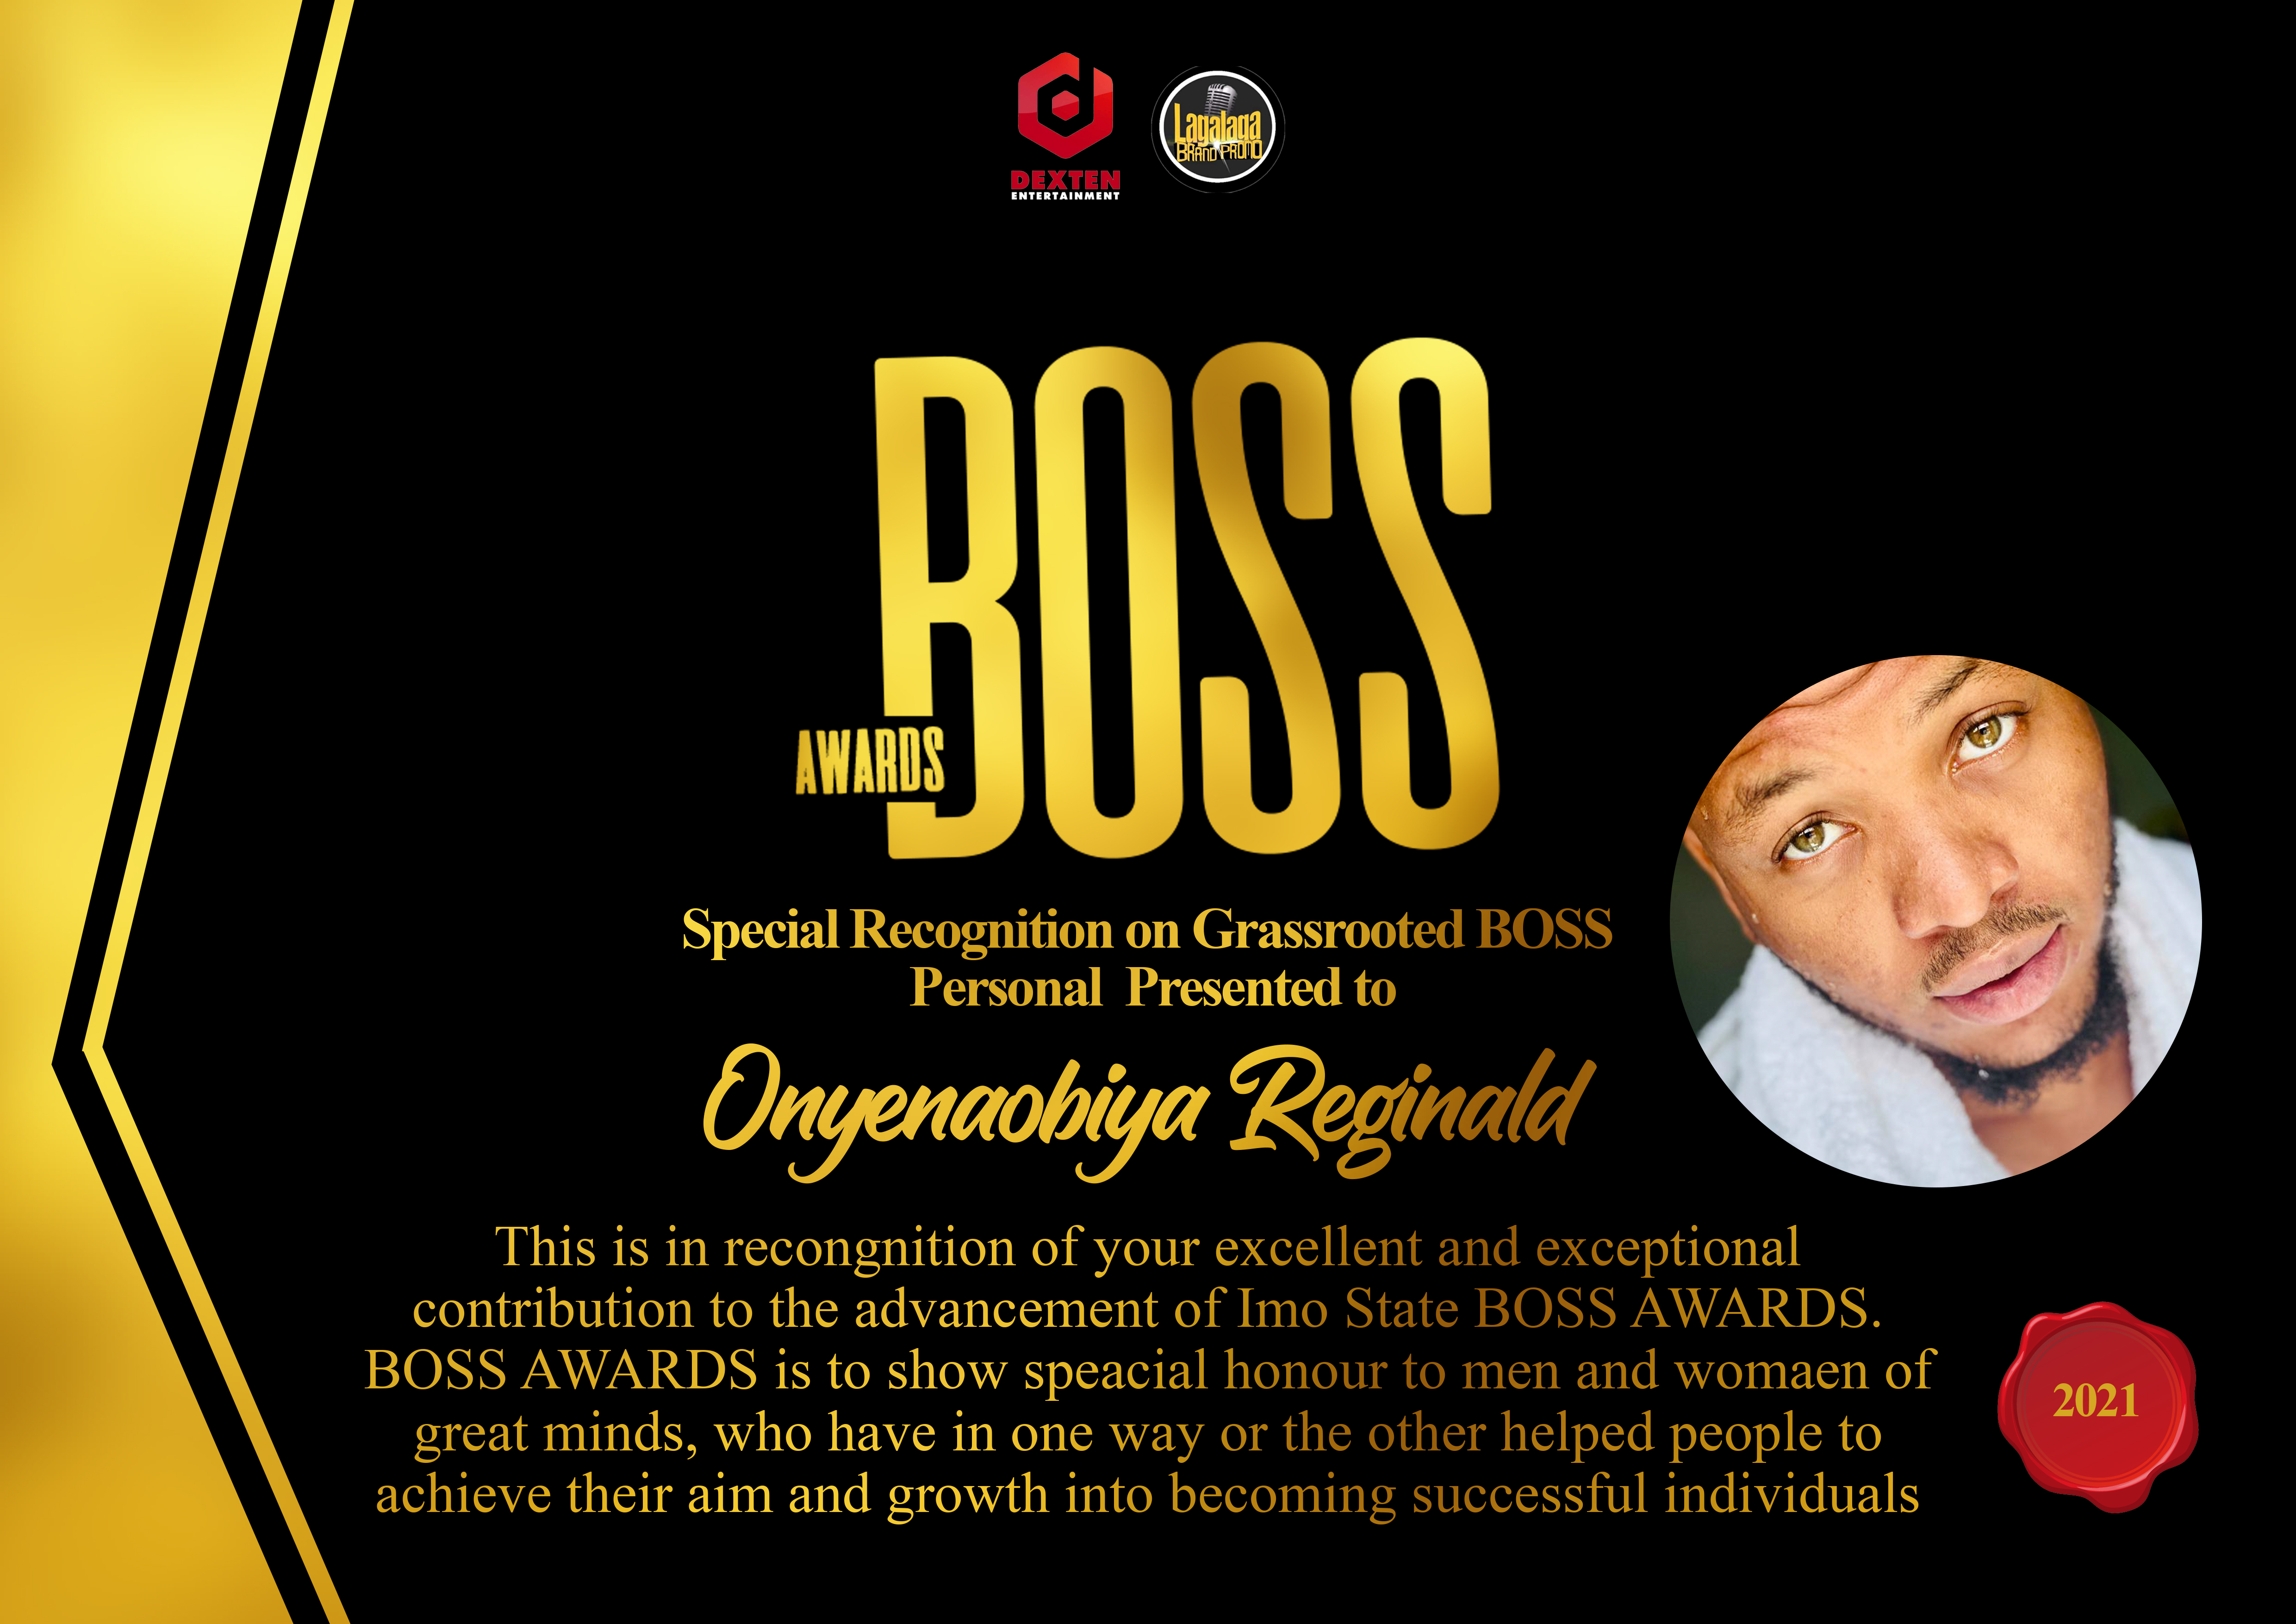 DEXTEN
ENTERTAINMENT
Lagalaga
BRAND PROMO
BOSS
AWARDS
Special Recognition on Grassrooted BOSS
Personal Presented to
Onyenaobiya Reginald
This is in recongnition of your excellent and exceptional
contribution to the advancement of Imo State BOSS AWARDS.
BOSS AWARDS is to show speacial honour to men and womaen of
great minds, who have in one way or the other helped people to
achieve their aim and growth into becoming successful individuals
2021